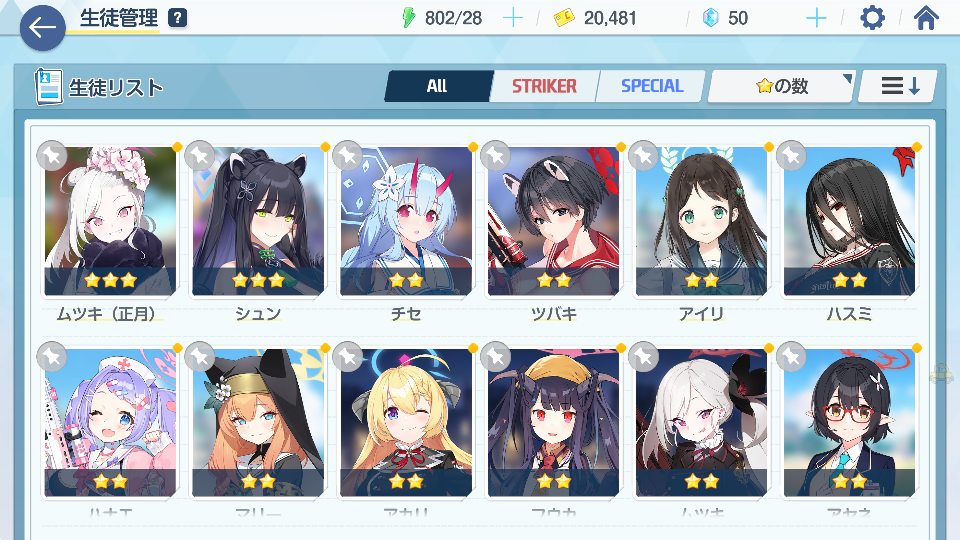 生徒管理 ?
802/28
20,481
50
生徒リスト
All
STRIKER
SPECIAL
の数
ムツキ（正月）
シュン
チセ
ツバキ
アイリ
ハスミ
ハナエ
マリー
アカリ
フウカ
ムツキ
アヤネ